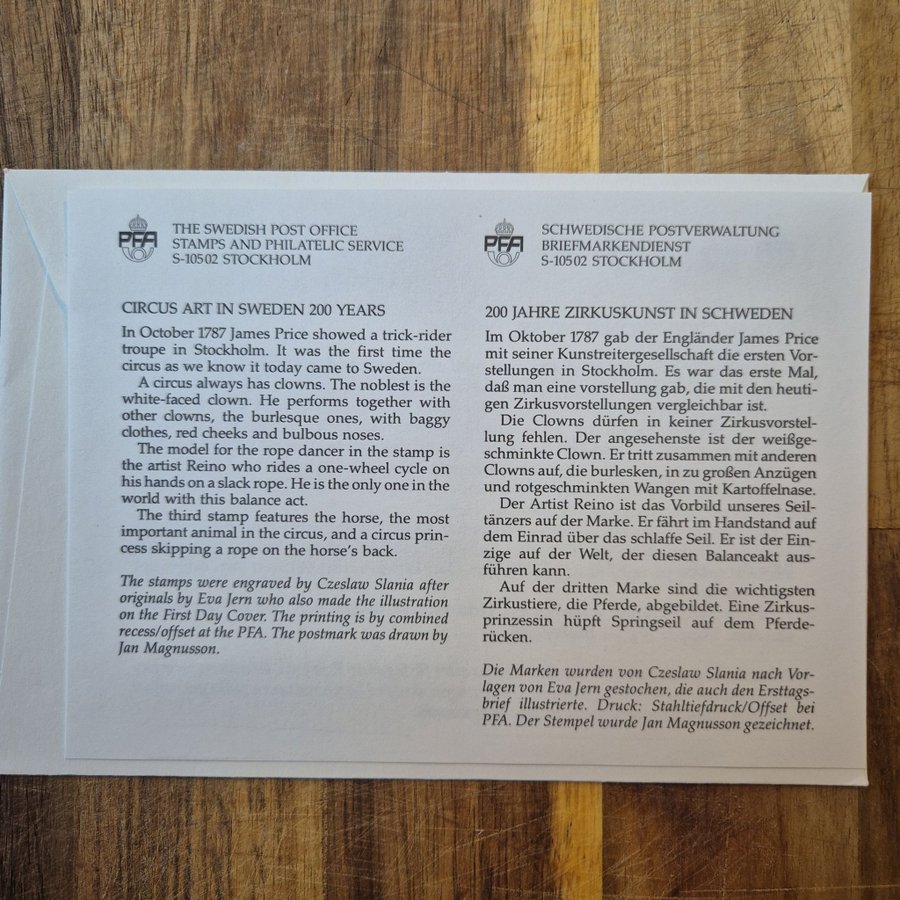 PFA
THE SWEDISH POST OFFICE
STAMPS AND PHILATELIC SERVICE
S-105 02 STOCKHOLM
CIRCUS ART IN SWEDEN 200 YEARS
In October 1787 James Price showed a trick-rider
troupe in Stockholm. It was the first time the
circus as we know it today came to Sweden.
A circus always has clowns. The noblest is the
white-faced clown. He performs together with
other clowns, the burlesque ones, with baggy
clothes, red cheeks and bulbous noses.
The model for the rope dancer in the stamp is
the artist Reino who rides a one-wheel cycle on
his hands on a slack rope. He is the only one in the
world with this balance act.
The third stamp features the horse, the most
important animal in the circus, and a circus prin-
cess skipping a rope on the horse's back.
The stamps were engraved by Czeslaw Slania after
originals by Eva Jern who also made the illustration
on the First Day Cover. The printing is by combined
recess/offset at the PFA. The postmark was drawn by
Jan Magnusson.
PFA
SCHWEDISCHE POSTVERWALTUNG
BRIEFMARKENDIENST
S-105 02 STOCKHOLM
200 JAHRE ZIRKUSKUNST IN SCHWEDEN
Im Oktober 1787 gab der Engländer James Price
mit seiner Kunstreitergesellschaft die ersten Vor-
stellungen in Stockholm. Es war das erste Mal,
daß man eine vorstellung gab, die mit den heuti-
gen Zirkusvorstellungen vergleichbar ist.
Die Clowns dürfen in keiner Zirkusvorstel-
lung fehlen. Der angesehenste ist der weißge-
schminkte Clown. Er tritt zusammen mit anderen
Clowns auf, die burlesken, in zu großen Anzügen
und rotgeschminkten Wangen mit Kartoffelnase.
Der Artist Reino ist das Vorbild unseres Seil-
tänzers auf der Marke. Er fährt im Handstand auf
dem Einrad über das schlaffe Seil. Er ist der Ein-
zige auf der Welt, der diesen Balanceakt aus-
führen kann.
Auf der dritten Marke sind die wichtigsten
Zirkustiere, die Pferde, abgebildet. Eine Zirkus-
prinzessin hüpft Springseil auf dem Pferde-
rücken.
Die Marken wurden von Czeslaw Slania nach Vor-
lagen von Eva Jern gestochen, die auch den Ersttags-
brief illustrierte. Druck: Stahltiefdruck/Offset bei
PFA. Der Stempel wurde Jan Magnusson gezeichnet.